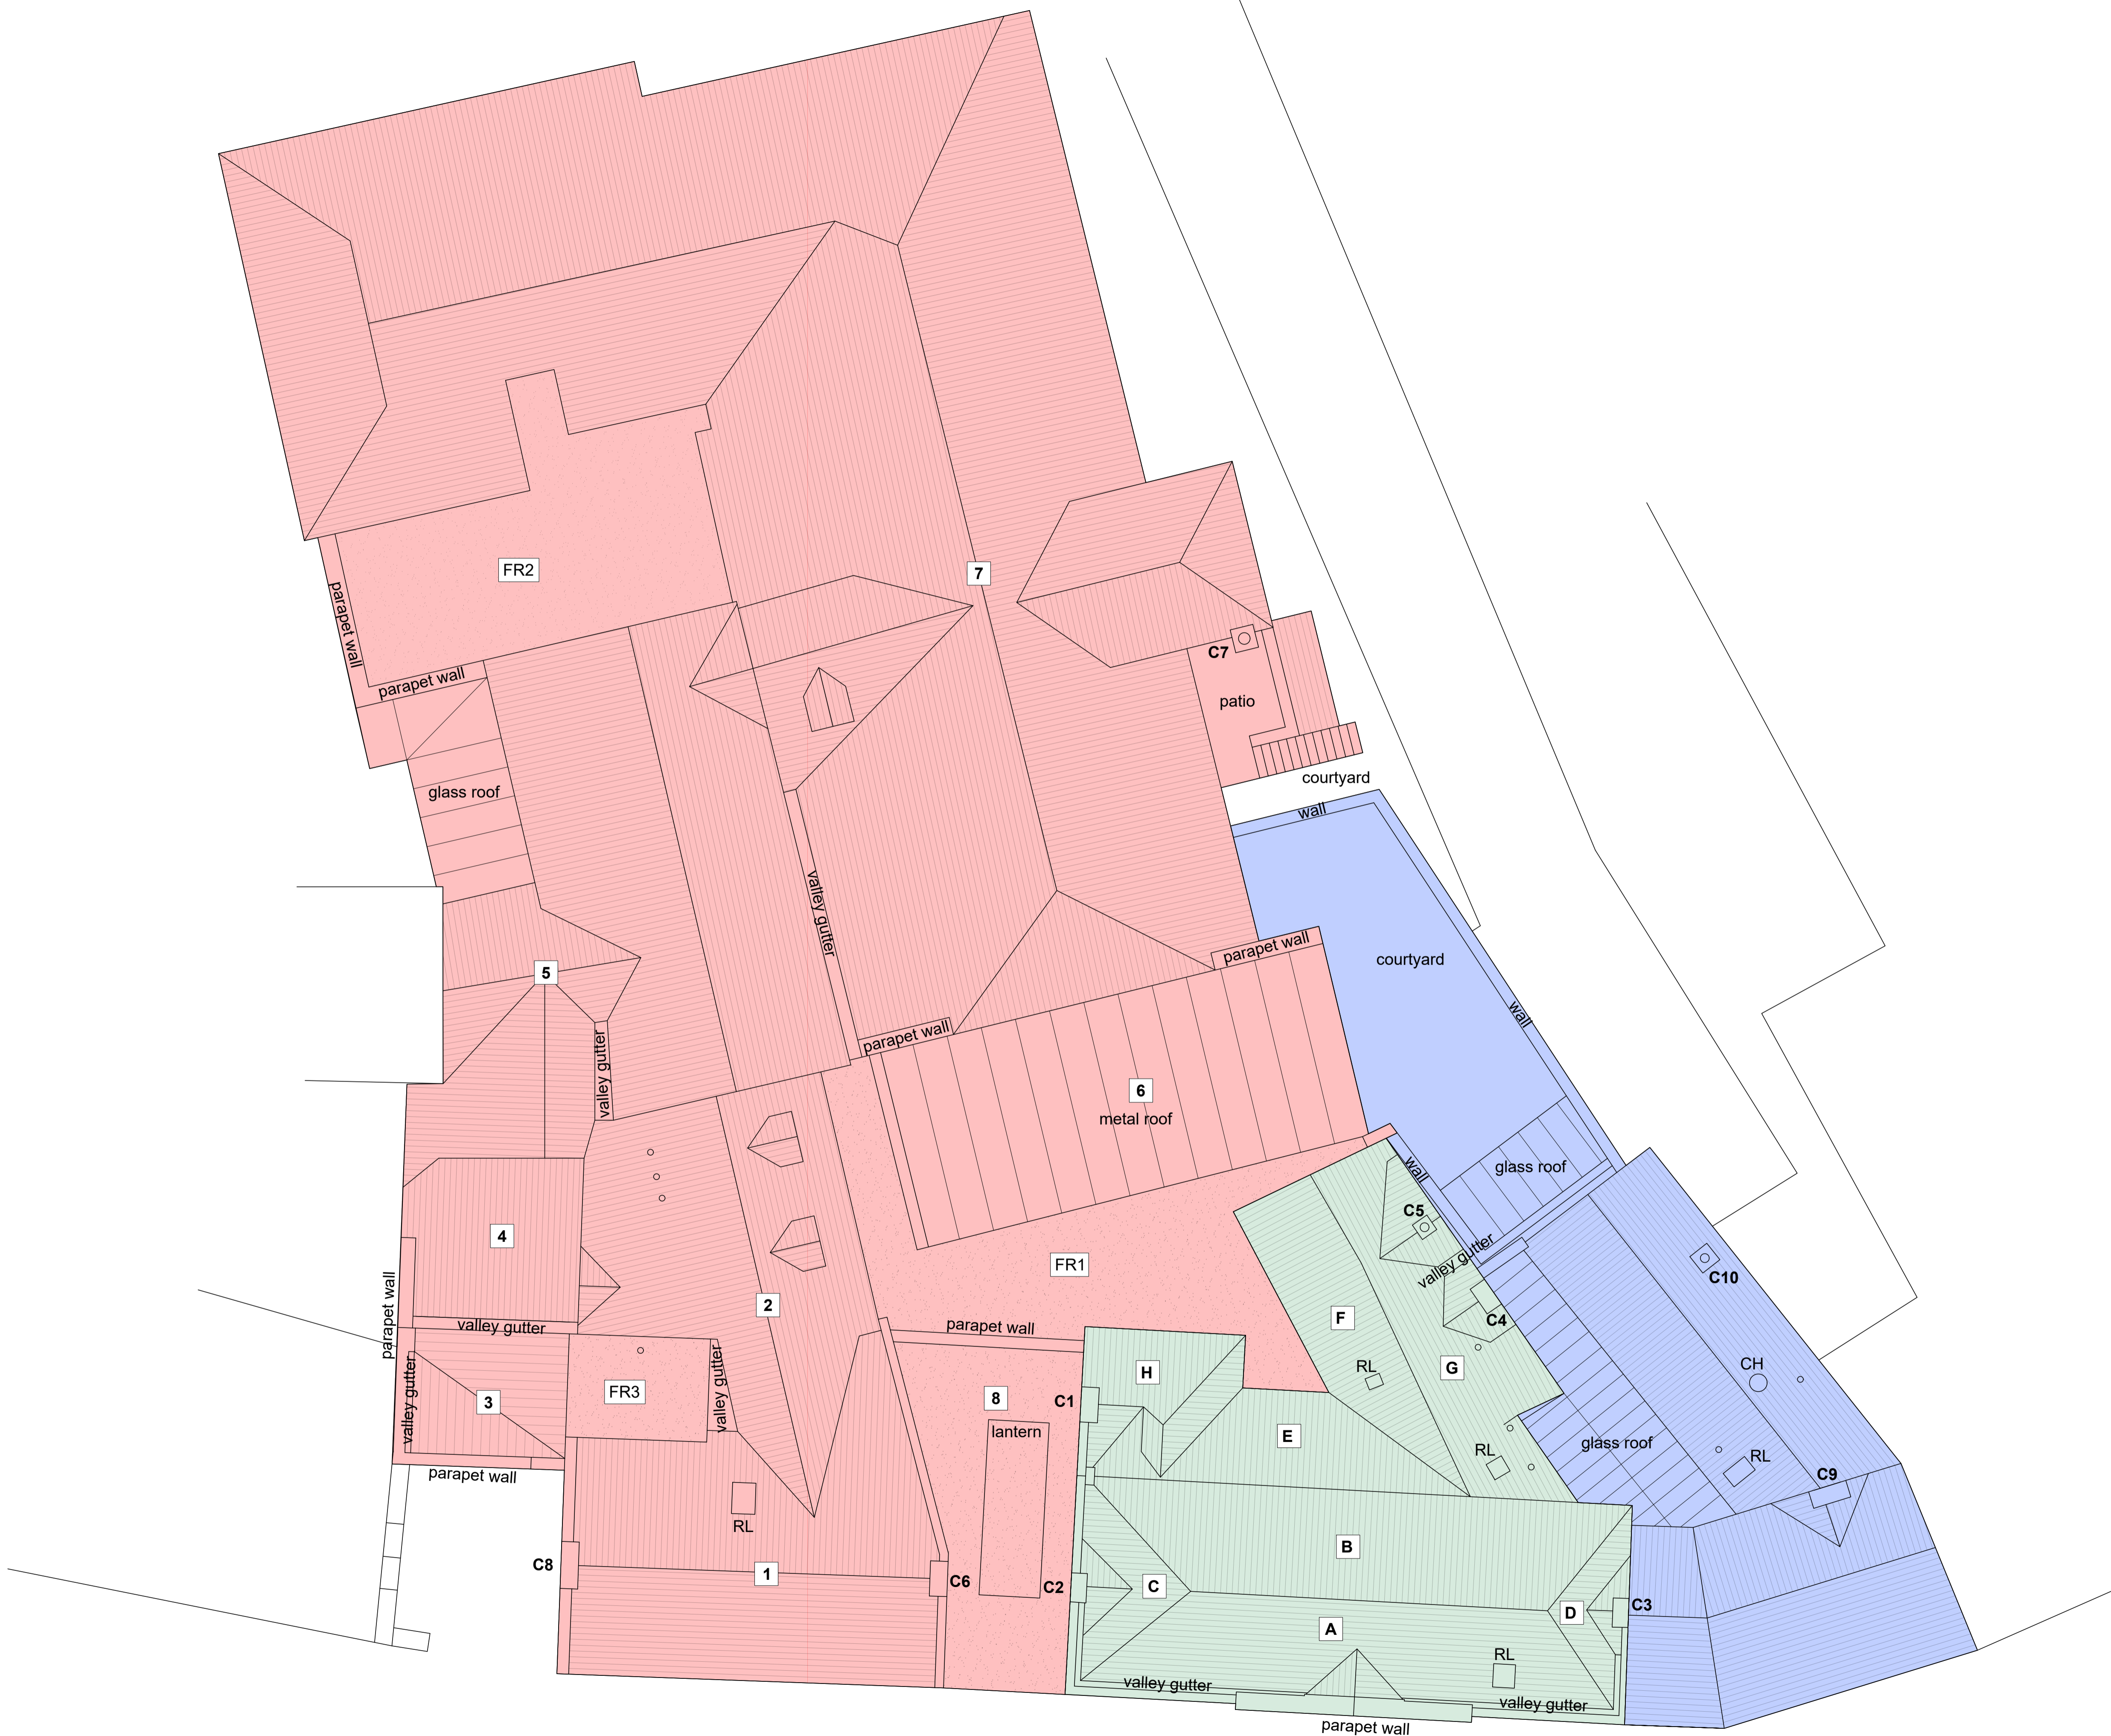 FR2
7
parapet wall
C7
parapet wall
patio
courtyard
glass roof
wall
valley gutter
parapet wall
courtyard
5
parapet wall
wall
valley gutter
6
metal roof
wall
glass roof
C5
4
valley gutter
FR1
C10
parapet wall
2
F
C4
valley gutter
parapet wall
CH
RL
G
H
FR3
valley gutter
valley gutter
3
8
C1
lantern
E
glass roof
RL
RL
C9
parapet wall
RL
B
C8
1
C6
C2
C
D
C3
A
RL
valley gutter
valley gutter
parapet wall